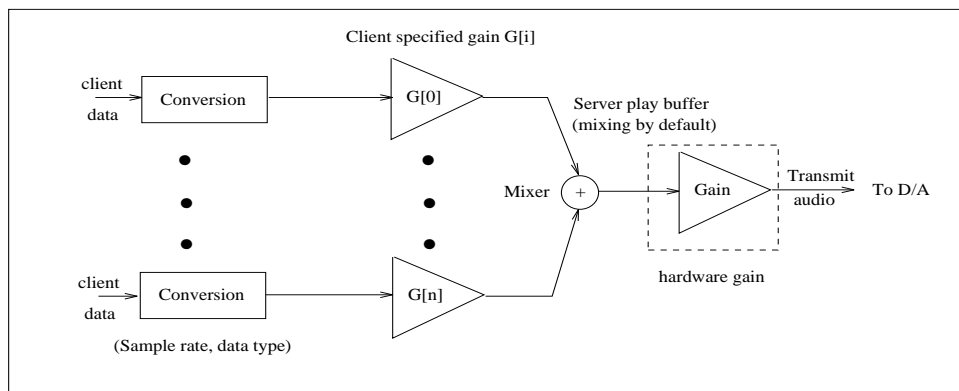 Client specified gain G[i]
client
data
Conversion
G[0]
Server play buffer
(mixing by default)
Mixer
+
Gain
Transmit
audio
To D/A
hardware gain
client
data
Conversion
G[n]
(Sample rate, data type)